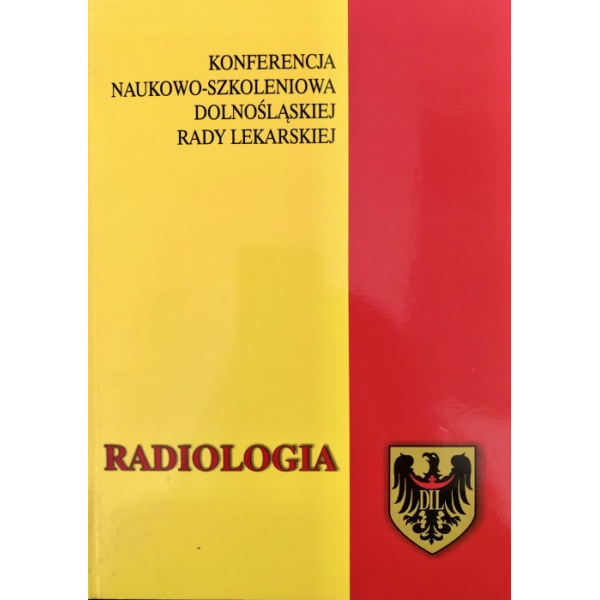 KONFERENCJA
NAUKOWO-SZKOLENIOWA
DOLNOŚLĄSKIEJ
RADY LEKARSKIEJ
RADIOLOGIA
DIL